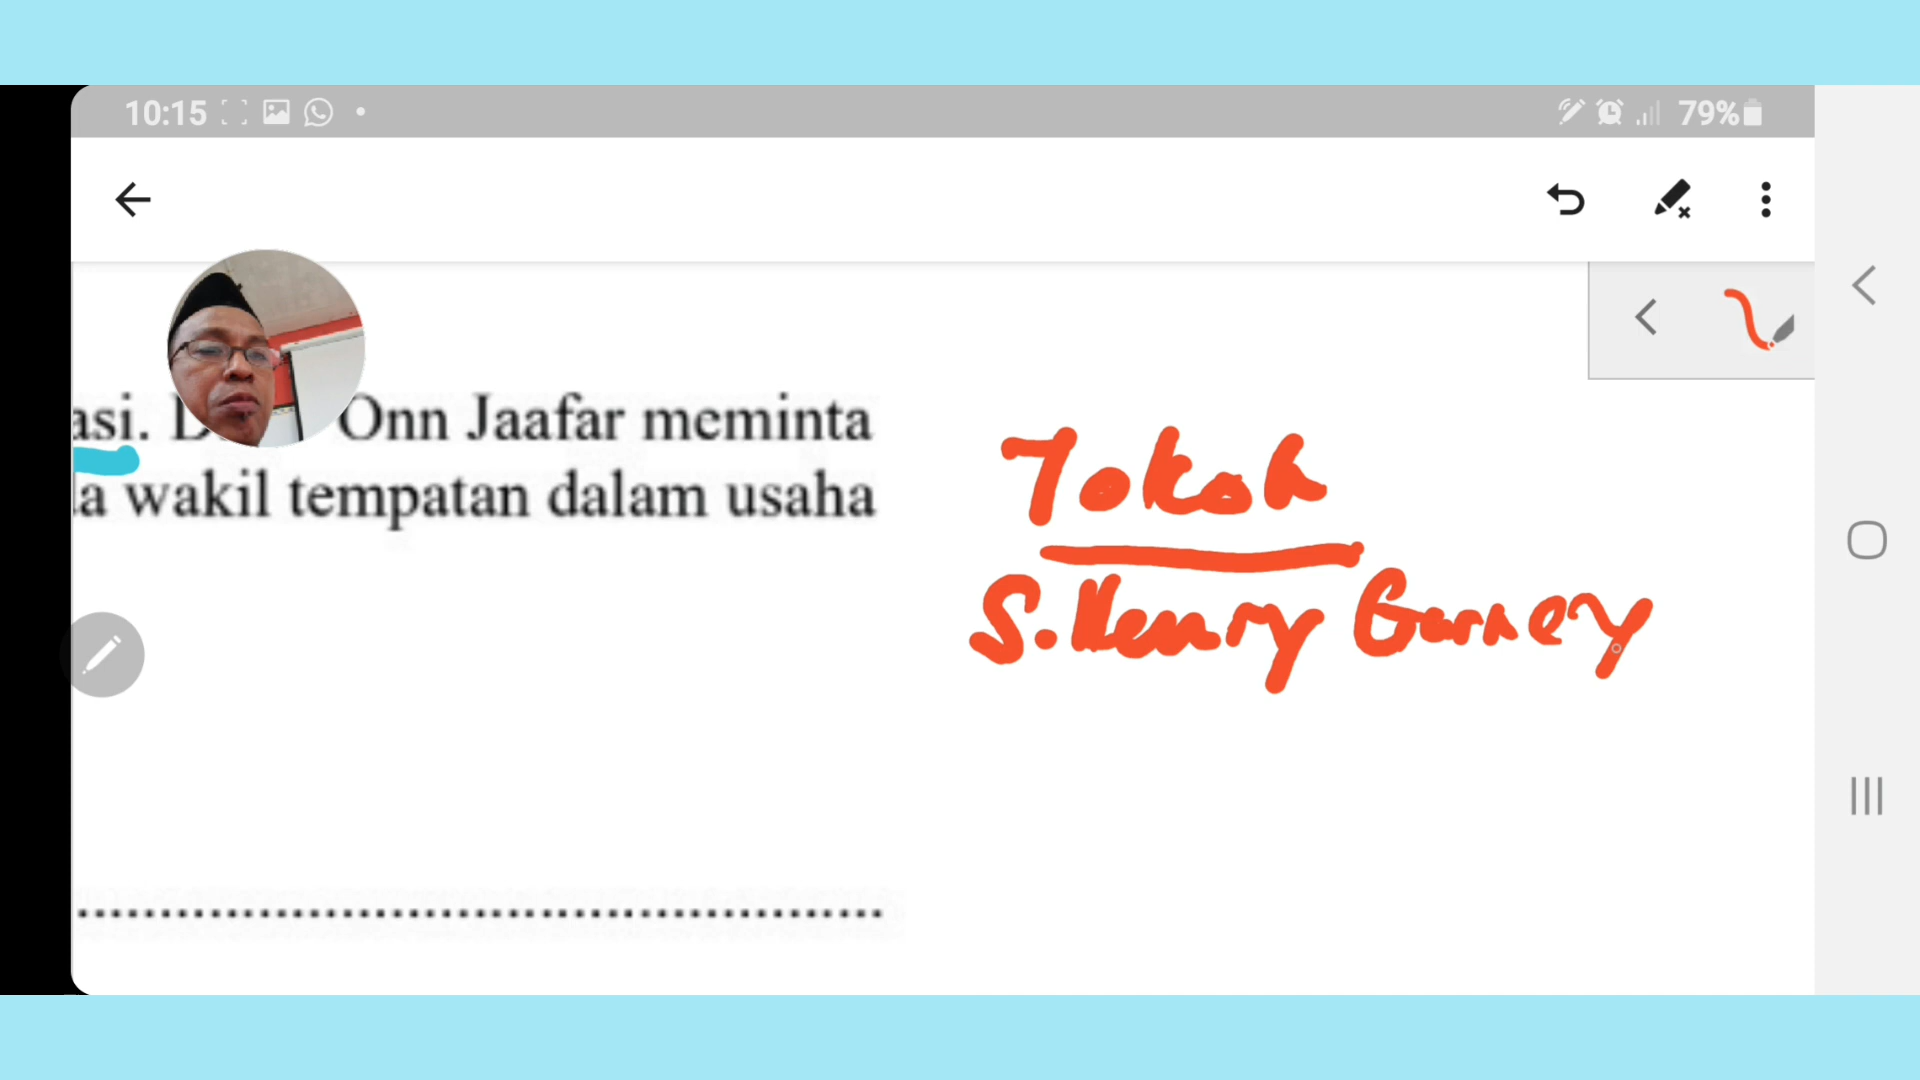 10:15
79%
asi. D Onn Jaafar meminta
a wakil tempatan dalam usaha
Tokoh
S. Henry Gurney